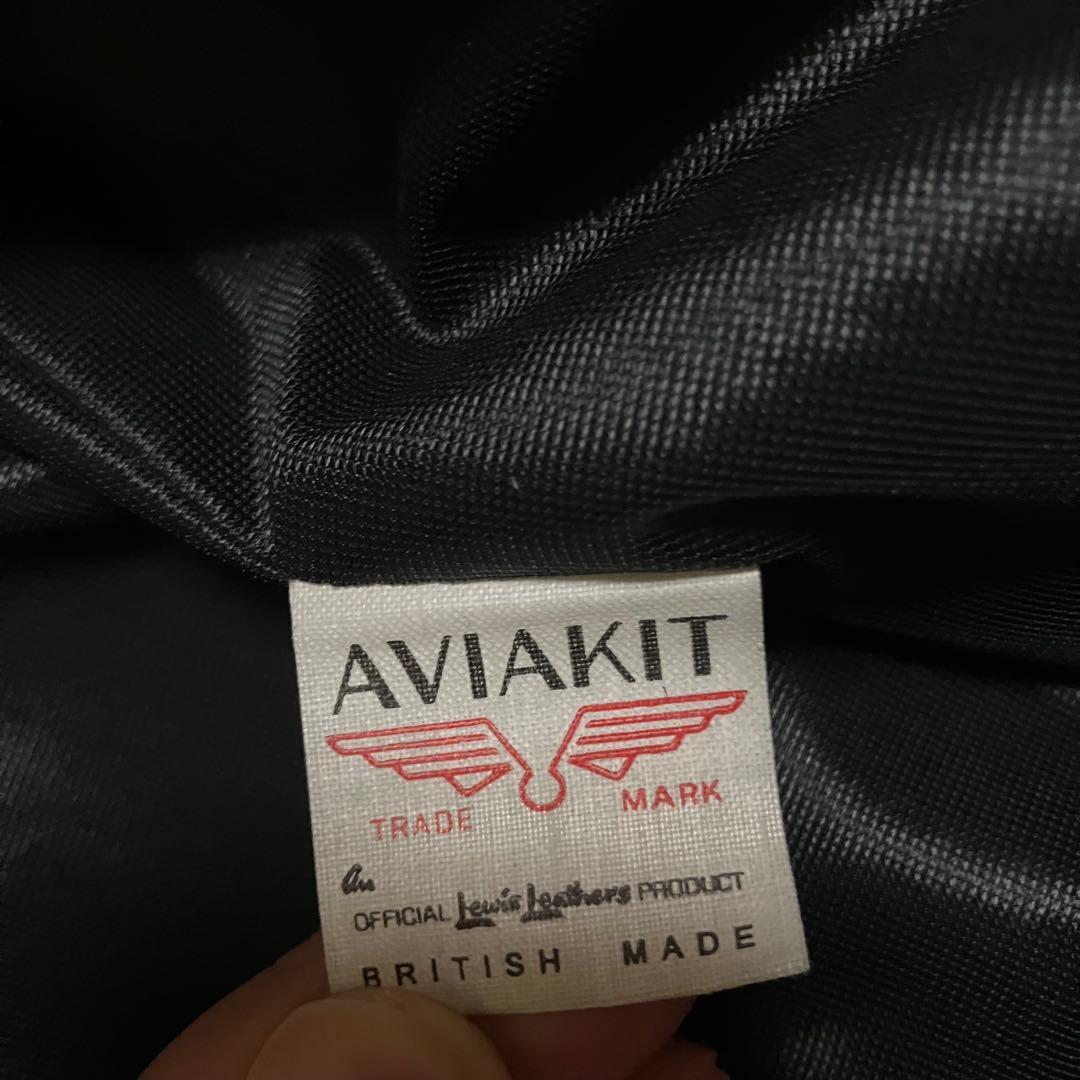 AVIAKIT
TRADE MARK
An
OFFICIAL Lewis Leathers PRODUCT
BRITISH MADE